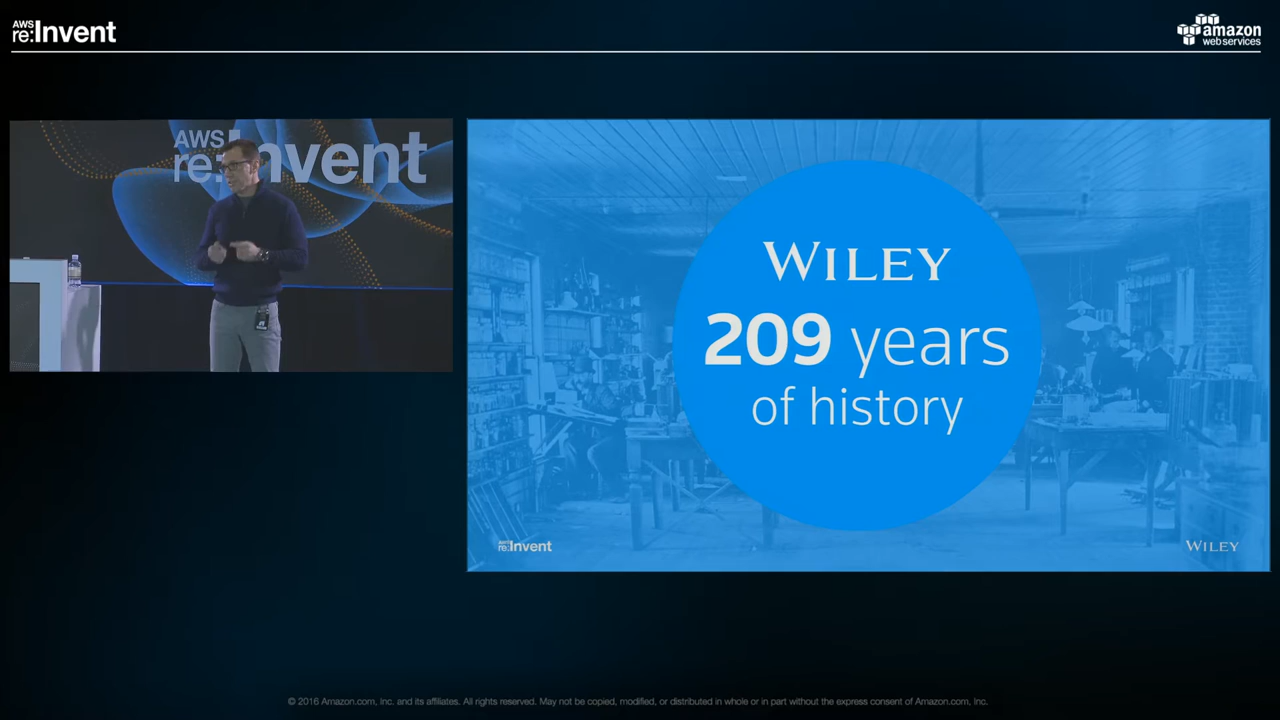 AWS
re:Invent
amazon
webservices
AWS
re:Invent
WILEY
209 years
of history
AWS
re:Invent
WILEY
© 2016 Amazon.com, Inc. and its affiliates. All rights reserved. May not be copied, modified, or distributed in whole or in part without the express consent of Amazon.com, Inc.